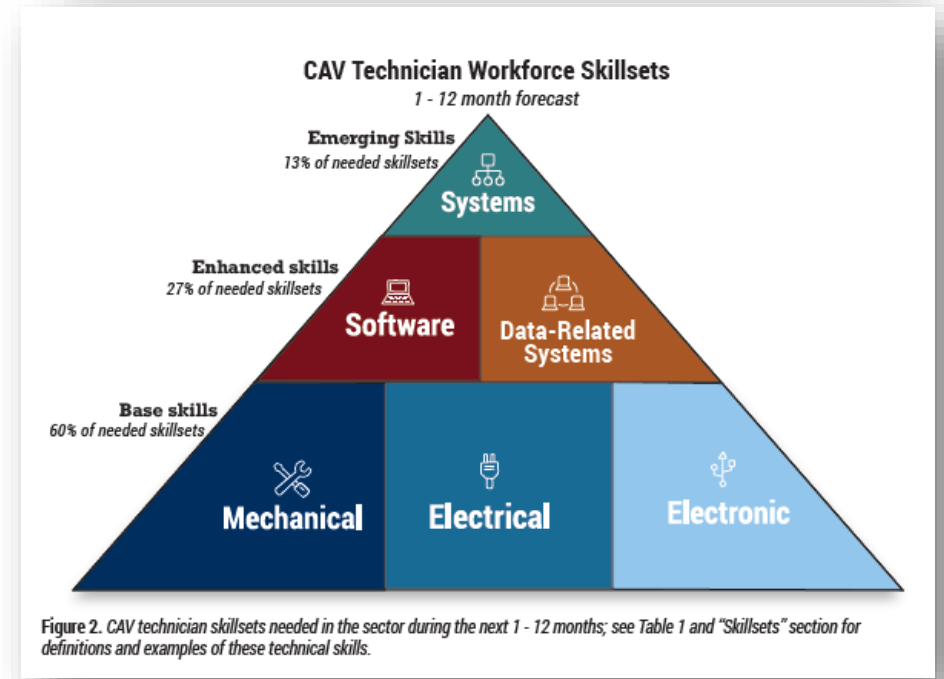 CAV Technician Workforce Skillsets
1 - 12 month forecast
Emerging Skills
13% of needed skillsets
Systems
Enhanced skills
27% of needed skillsets
Software
Data-Related
Systems
Base skills
60% of needed skillsets
Mechanical
Electrical
Electronic
Figure 2. CAV technician skillsets needed in the sector during the next 1 - 12 months; see Table 1 and “Skillsets” section for
definitions and examples of these technical skills.